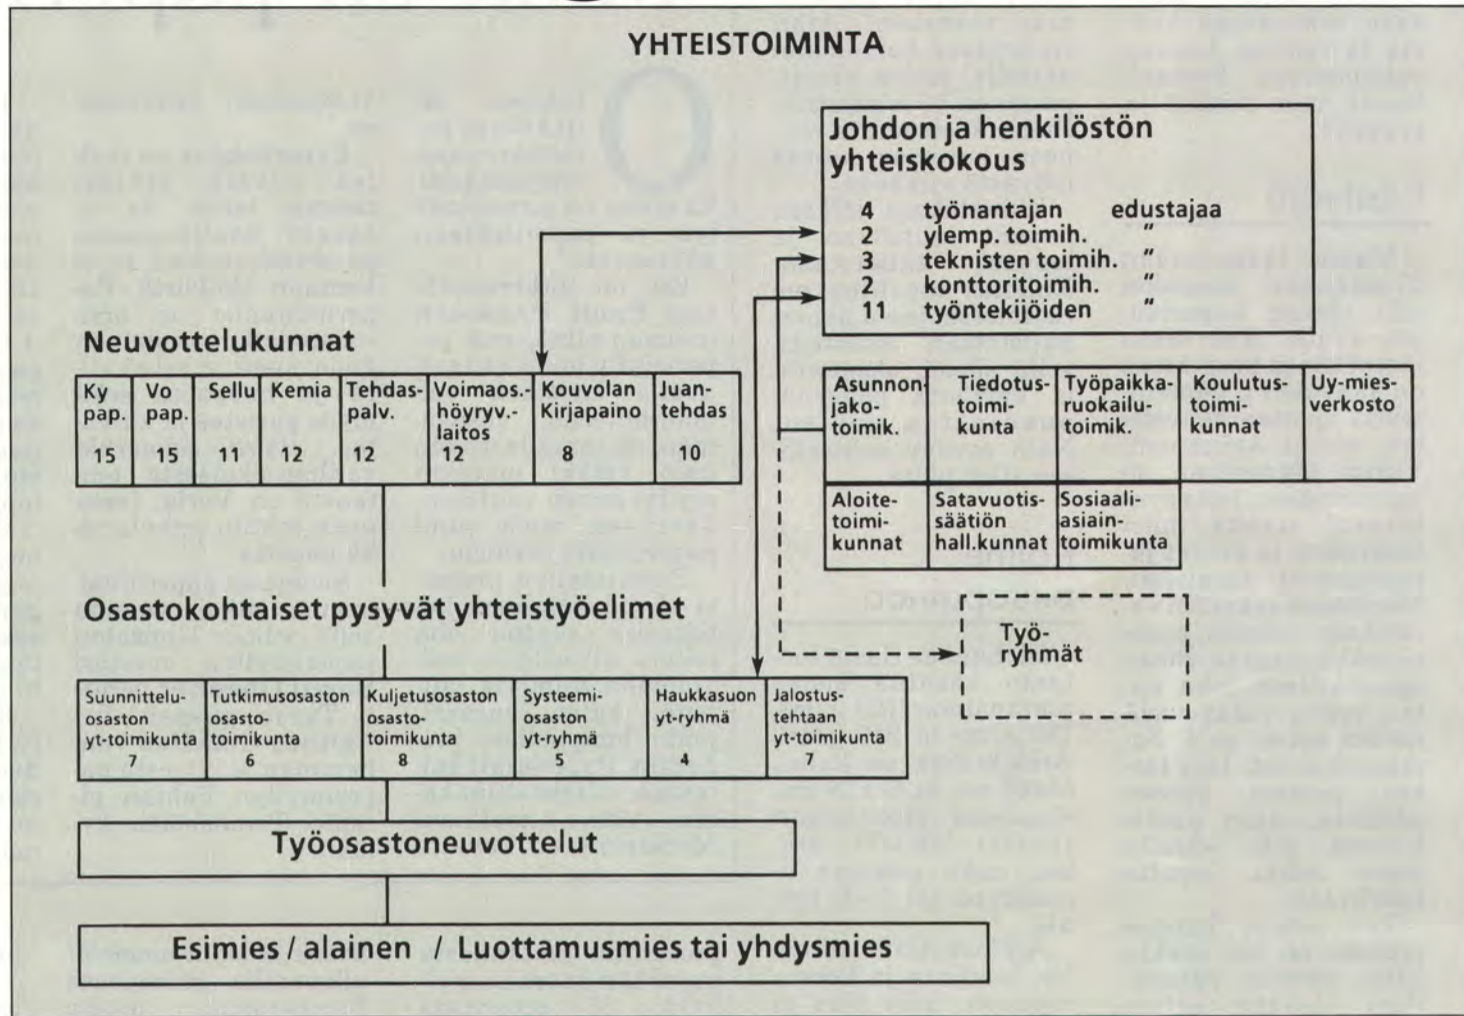 YHTEISTOIMINTA
Johdon ja henkilöstön
yhteiskokous
4 työnantajan edustajaa
2 ylemp. toimih. "
3 teknisten toimih. "
2 konttoritoimih. "
11 työntekijöiden "
Neuvottelukunnat
Ky
pap.
15
Vo
pap.
15
Sellu
11
Kemia
12
Tehdas-
palv.
12
Voimaos.-
höyryv.-
laitos
12
Kouvolan
Kirjapaino
8
Juan-
tehdas
10
Asunnon-
jako-
toimik.
Tiedotus-
toimi-
kunta
Työpaikka-
ruokailu-
toimik.
Koulutus-
toimi-
kunnat
Uy-mies-
verkosto
Aloite-
toimi-
kunnat
Satavuotis-
säätiön
hall.kunnat
Sosiaali-
asiain-
toimikunta
Osastokohtaiset pysyvät yhteistyöelimet
Työ-
ryhmät
Suunnittelu-
osaston
yt-toimikunta
7
Tutkimuksen
osasto-
toimikunta
6
Kuljetusosaston
osasto-
toimikunta
8
Systeemi-
osaston
yt-ryhmä
5
Haukkasuon
yt-ryhmä
4
Jalostus-
tehtaan
yt-toimikunta
7
Työosastoneuvottelut
Esimies / alainen / Luottamusmies tai yhdysmies